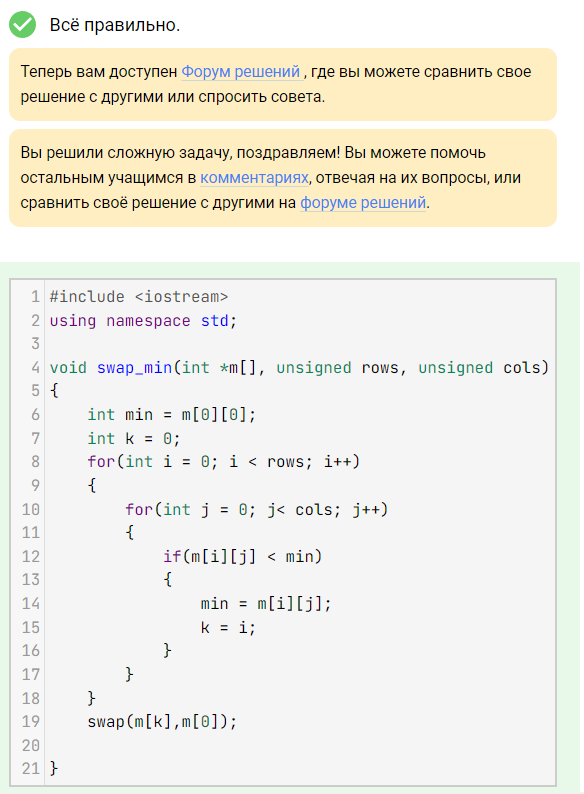 Всё правильно.
Теперь вам доступен Форум решений , где вы можете сравнить свое
решение с другими или спросить совета.
Вы решили сложную задачу, поздравляем! Вы можете помочь
остальным учащимся в комментариях, отвечая на их вопросы, или
сравнить своё решение с другими на форуме решений.
1 #include <iostream>
2 using namespace std;
3
4 void swap_min(int *m[], unsigned rows, unsigned cols)
5 {
6     int min = m[0][0];
7     int k = 0;
8     for(int i = 0; i < rows; i++)
9     {
10         for(int j = 0; j< cols; j++)
11         {
12             if(m[i][j] < min)
13             {
14                 min = m[i][j];
15                 k = i;
16             }
17         }
18     }
19     swap(m[k],m[0]);
20
21 }